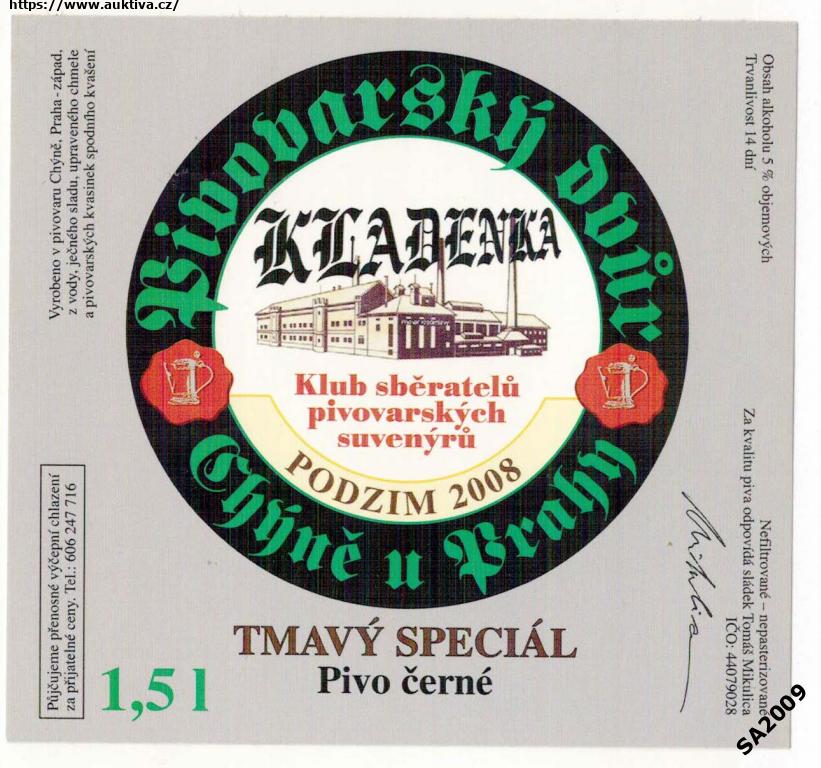 https://www.auktiva.cz/
Pivovarský dvůr
Chýně u Prahy
KLADENKA
Klub sběratelů
pivovarských
suvenýrů
PODZIM 2008
TMAVÝ SPECIÁL
Pivo černé
1,5 l
Vyrobeno v pivovaru Chýně, Praha-západ,
z vody, ječného sladu, upraveného chmele
a pivovarských kvasinek spodního kvašení
Půjčujeme přenosné výčepní chlazení
za přijatelné ceny. Tel.: 606 247 716
Obsah alkoholu 5 % objemových
Trvanlivost 14 dní
Nefiltrované – nepasterizované
Za kvalitu piva odpovídá sládek Tomáš Mikulica
IČO: 44079028
Mikulica
SA2009